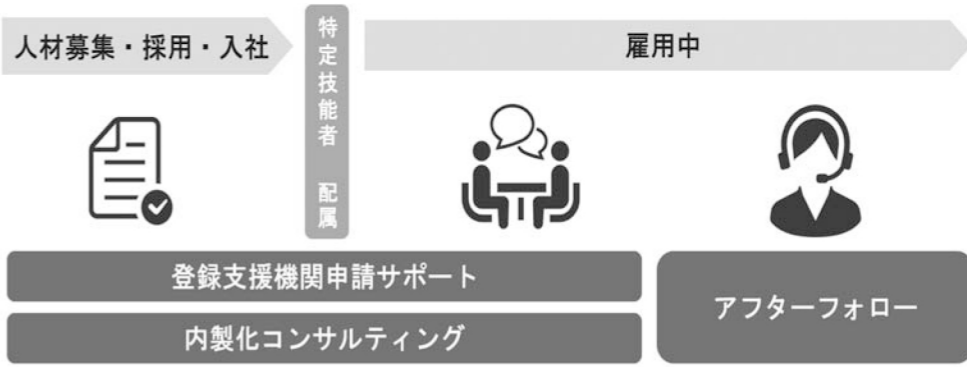 人材募集・採用・入社
特定技能者 配属
雇用中
登録支援機関申請サポート
内製化コンサルティング
アフターフォロー